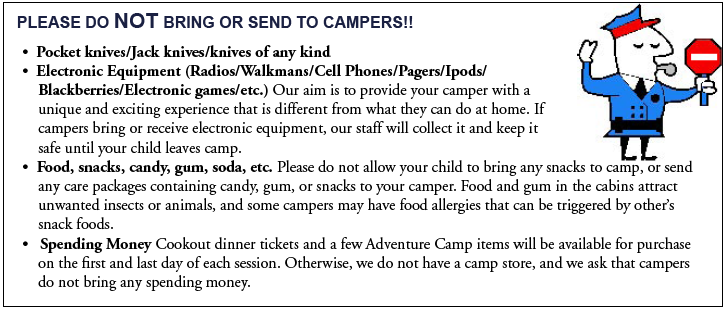 PLEASE DO NOT BRING OR SEND TO CAMPERS!!
• Pocket knives/Jack knives/knives of any kind
• Electronic Equipment (Radios/Walkmans/Cell Phones/Pagers/Ipods/
Blackberries/Electronic games/etc.) Our aim is to provide your camper with a
unique and exciting experience that is different from what they can do at home. If
campers bring or receive electronic equipment, our staff will collect it and keep it
safe until your child leaves camp.
• Food, snacks, candy, gum, soda, etc. Please do not allow your child to bring any snacks to camp, or send
any care packages containing candy, gum, or snacks to your camper. Food and gum in the cabins attract
unwanted insects or animals, and some campers may have food allergies that can be triggered by other's
snack foods.
• Spending Money Cookout dinner tickets and a few Adventure Camp items will be available for purchase
on the first and last day of each session. Otherwise, we do not have a camp store, and we ask that campers
do not bring any spending money.